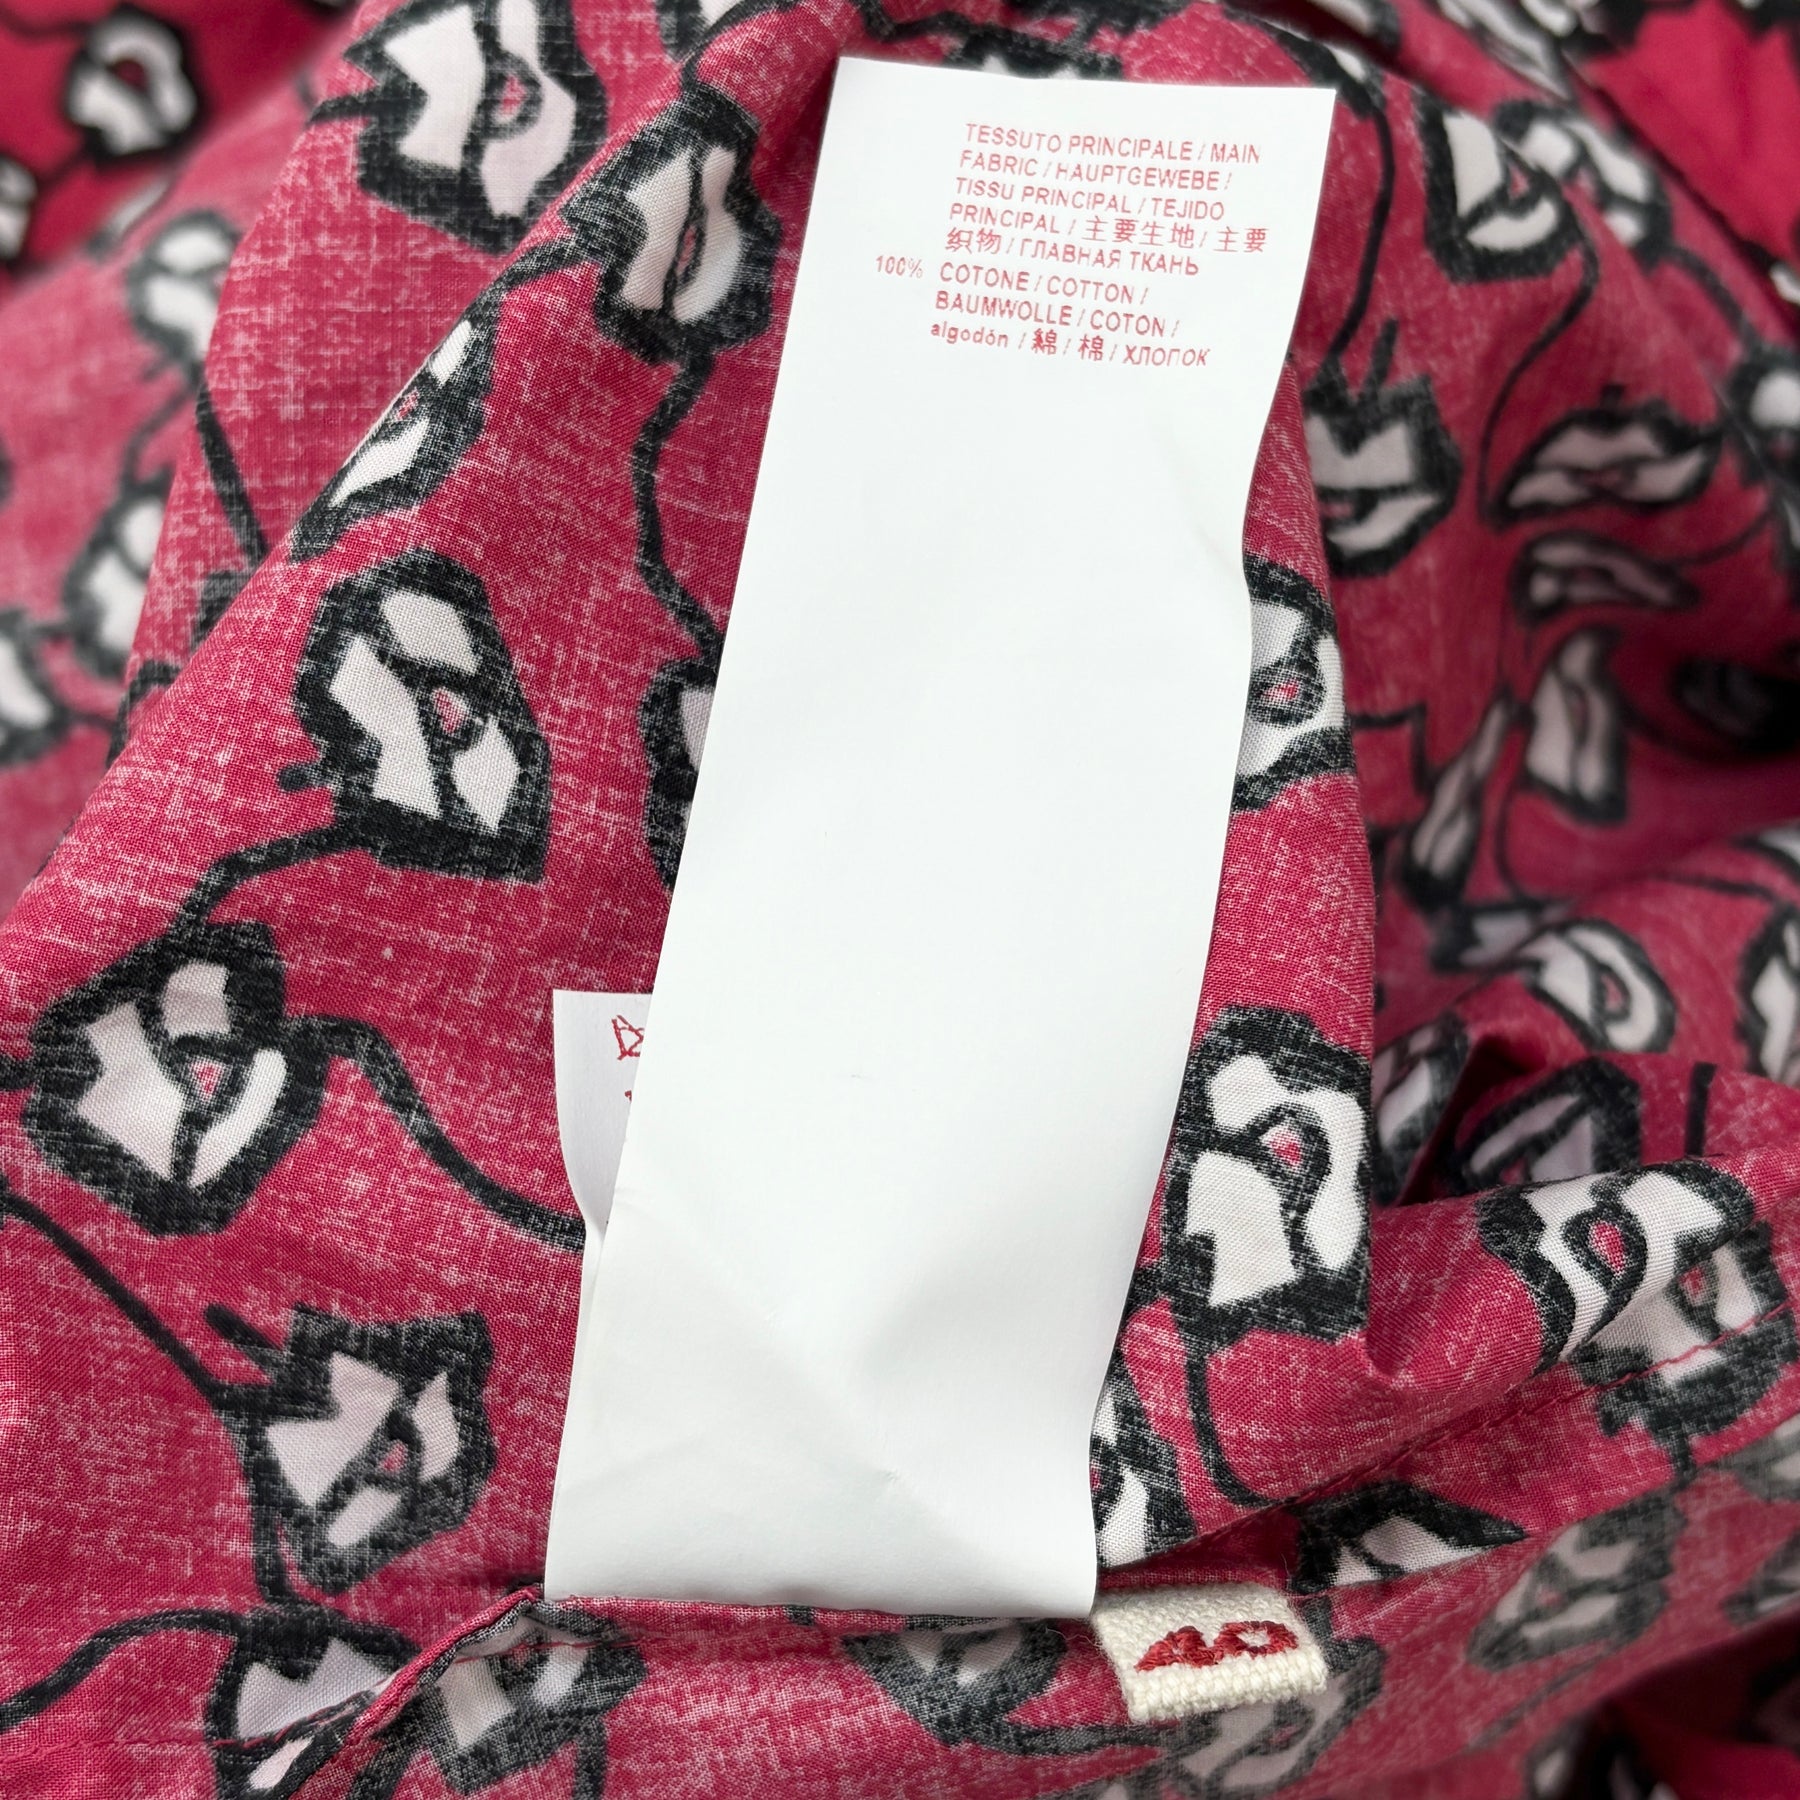 TESSUTO PRINCIPALE / MAIN
FABRIC / HAUPTGEWEBE /
TISSU PRINCIPAL / TEJIDO
PRINCIPAL / 主要生地 / 主要
织物 / ГЛАВНАЯ ТКАНЬ
100% COTONE / COTTON /
BAUMWOLLE / COTON /
algodón / 綿 / 棉 / ХЛОПОК
40